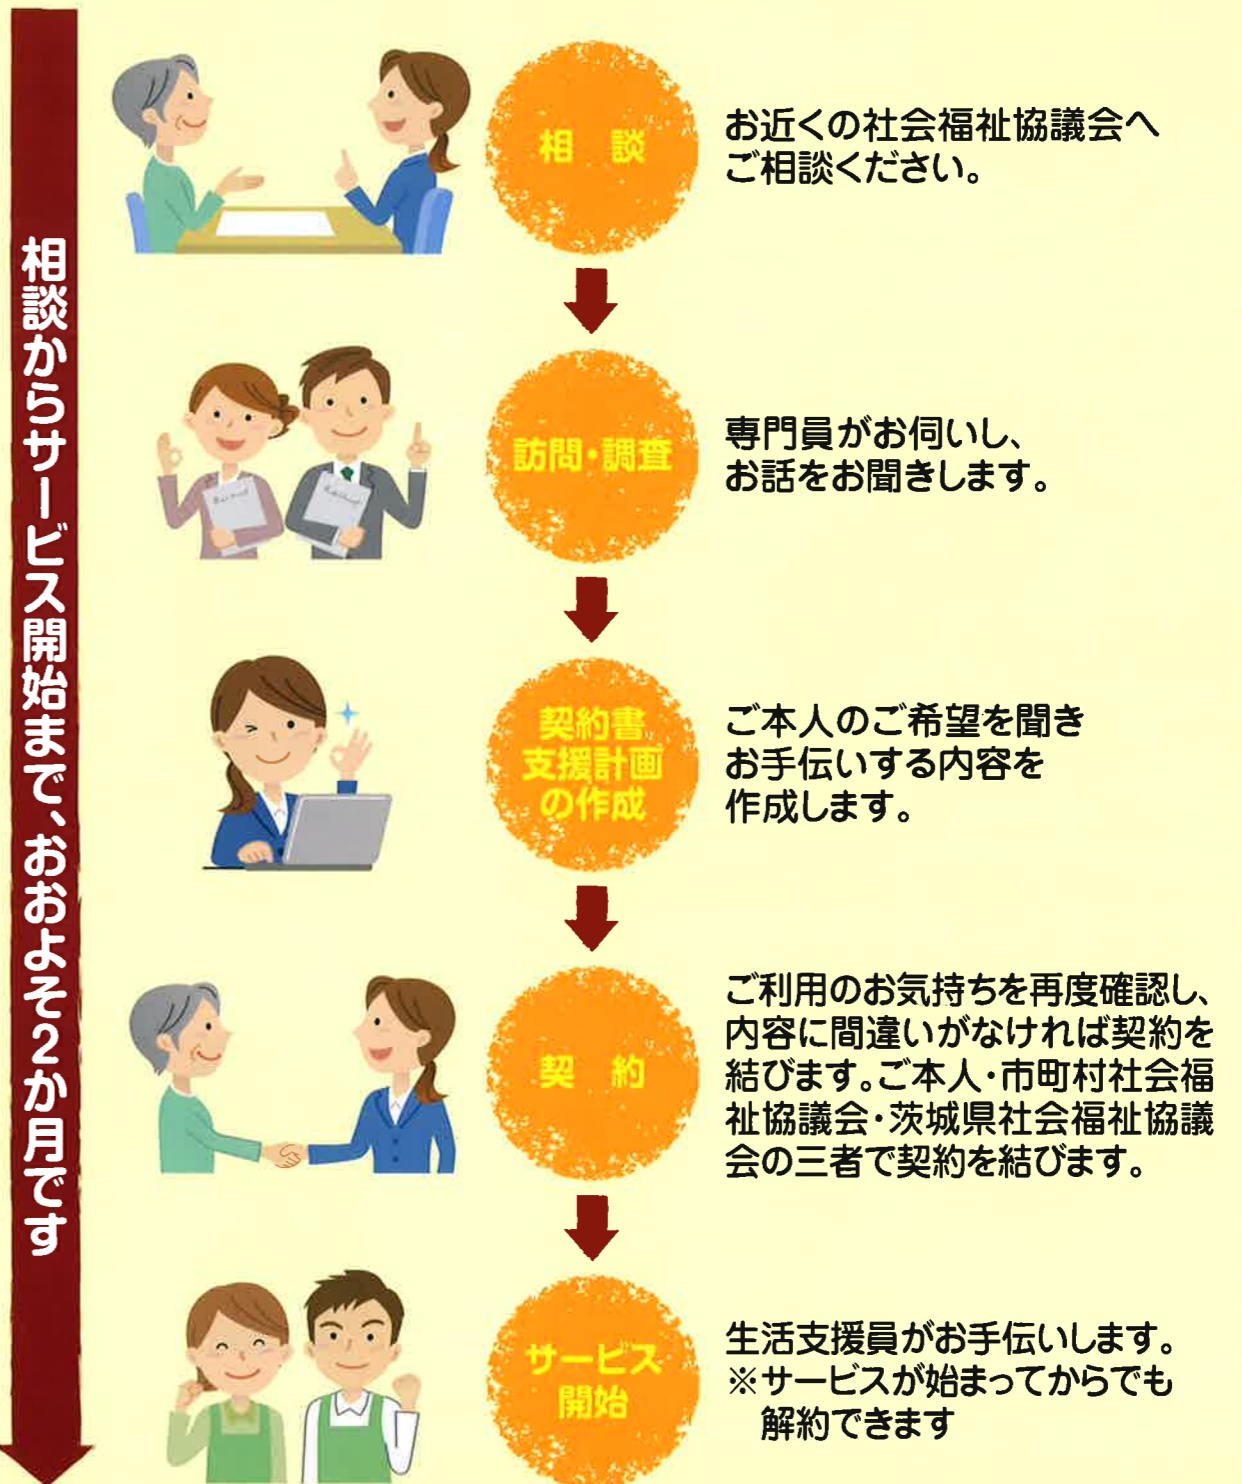 相談からサービス開始まで、おおよそ2か月です
相 談
お近くの社会福祉協議会へ
ご相談ください。
訪問・調査
専門員がお伺いし、
お話をお聞きします。
契約書
支援計画
の作成
ご本人のご希望を聞き
お手伝いする内容を
作成します。
契 約
ご利用のお気持ちを再度確認し、
内容に間違いがなければ契約を
結びます。ご本人・市町村社会福
祉協議会・茨城県社会福祉協議
会の三者で契約を結びます。
サービス
開始
生活支援員がお手伝いします。
※サービスが始まってからでも
解約できます